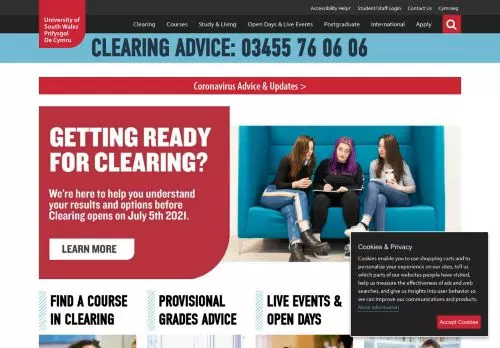 Accessibility Help? Student/Staff Login Contact Us Cymraeg
University of
South Wales
Prifysgol
De Cymru
Clearing Courses Study & Living Open Days & Live Events Postgraduate International Apply
CLEARING ADVICE: 03455 76 06 06
Coronavirus Advice & Updates >
GETTING READY
FOR CLEARING?
We're here to help you understand
your results and options before
Clearing opens on July 5th 2021.
LEARN MORE
Cookies & Privacy
Cookies enable you to use shopping carts and to
personalize your experience on our sites, tell us
which parts of our websites people have visited,
help us measure the effectiveness of ads and web
searches, and give us insights into user behavior so
we can improve our communications and products.
More information
Accept Cookies
FIND A COURSE
IN CLEARING
PROVISIONAL
GRADES ADVICE
LIVE EVENTS &
OPEN DAYS